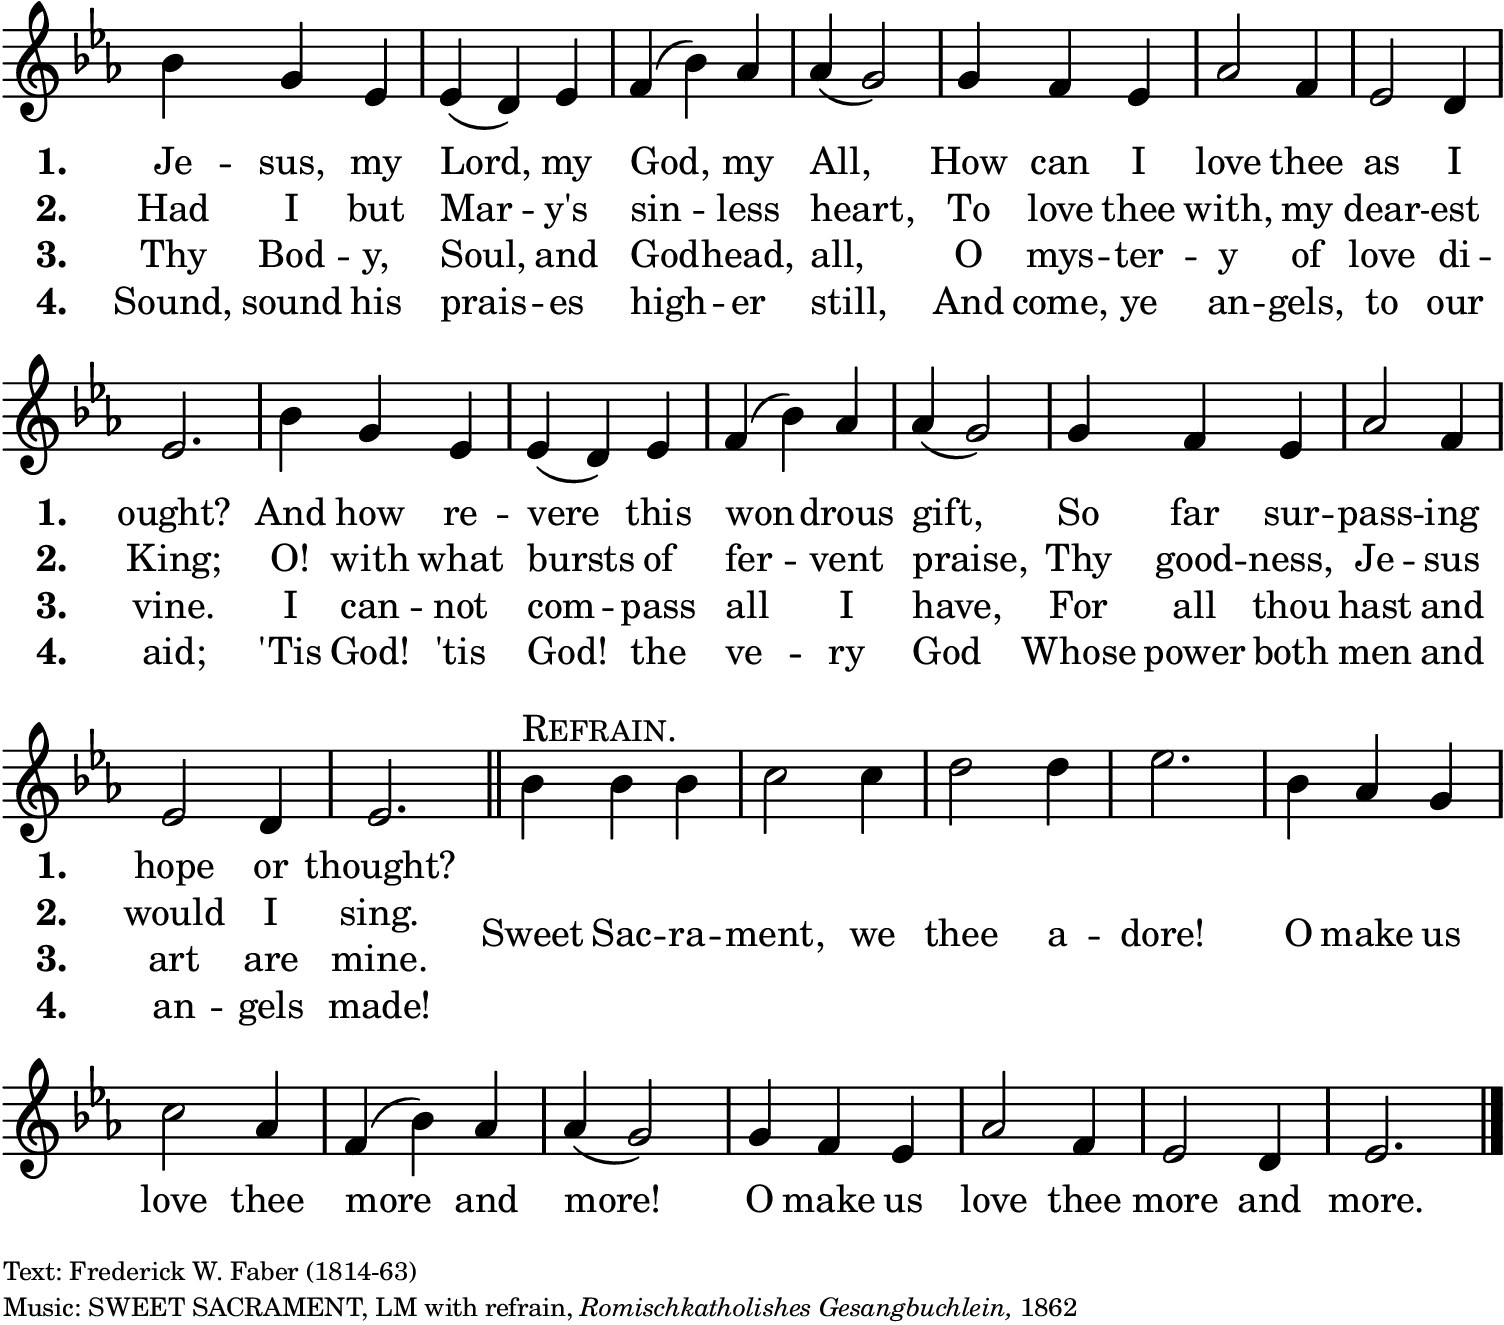 1. Je -- sus, my Lord, my God, my All, How can I love thee as I
2. Had I but Mar -- y's sin -- less heart, To love thee with, my dear -- est
3. Thy Bod -- y, Soul, and Godhead, all, O mys -- ter -- y of love di --
4. Sound, sound his prais -- es high -- er still, And come, ye an -- gels, to our
1. ought? And how re -- vere this wondrous gift, So far sur -- pass -- ing
2. King; O! with what bursts of fer -- vent praise, Thy good -- ness, Je -- sus
3. vine. I can -- not com -- pass all I have, For all thou hast and
4. aid; 'Tis God! 'tis God! the ve -- ry God Whose power both men and
REFRAIN.
1. hope or thought?
2. would I sing.
3. art are mine.
4. an -- gels made!
Sweet Sac -- ra -- ment, we thee a -- dore! O make us
love thee more and more! O make us love thee more and more.
Text: Frederick W. Faber (1814-63)
Music: SWEET SACRAMENT, LM with refrain, Romischkatholishes Gesangbuchlein, 1862